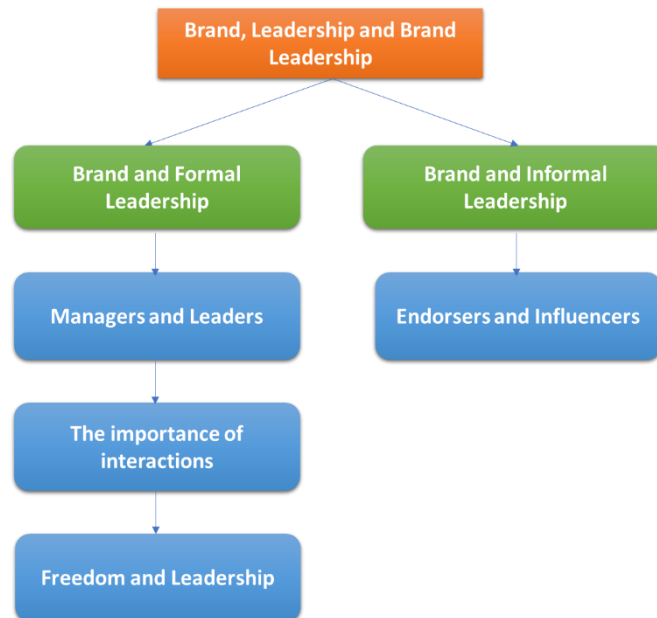 Brand, Leadership and Brand
Leadership
Brand and Formal
Leadership
Brand and Informal
Leadership
Managers and Leaders
Endorsers and Influencers
The importance of
interactions
Freedom and Leadership